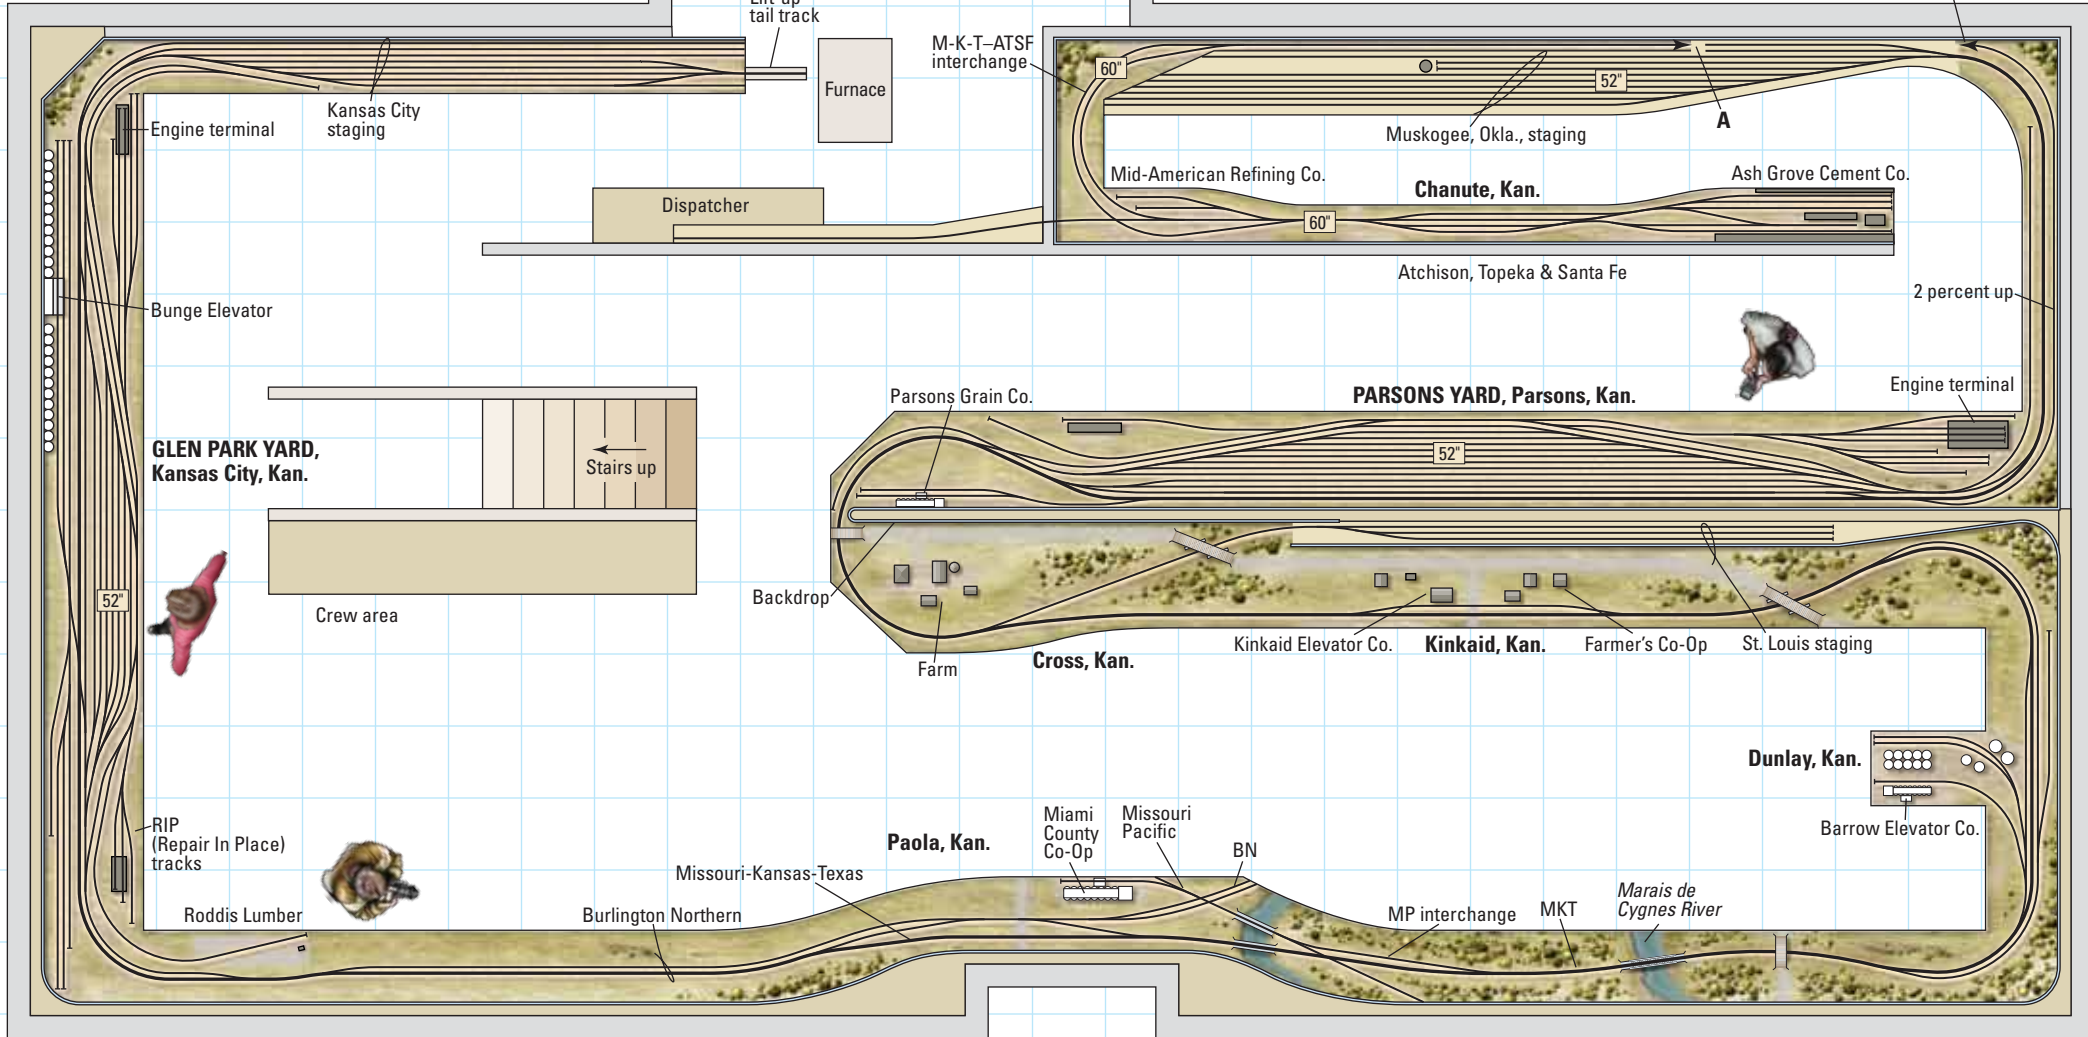 Lift-up
tail track
Furnace
Kansas City
staging
Engine terminal
Bunge Elevator
GLEN PARK YARD,
Kansas City, Kan.
52"
RIP
(Repair In Place)
tracks
Roddis Lumber
Dispatcher
Stairs up
Crew area
M-K-T–ATSF
interchange
60"
52"
A
Muskogee, Okla., staging
Mid-American Refining Co.
Chanute, Kan.
Ash Grove Cement Co.
60"
Atchison, Topeka & Santa Fe
2 percent up
Parsons Grain Co.
PARSONS YARD, Parsons, Kan.
Engine terminal
52"
Backdrop
Farm
Cross, Kan.
Kinkaid Elevator Co.
Kinkaid, Kan.
Farmer's Co-Op
St. Louis staging
Dunlay, Kan.
Barrow Elevator Co.
Paola, Kan.
Miami
County
Co-Op
Missouri
Pacific
BN
Missouri-Kansas-Texas
Burlington Northern
MP interchange
MKT
Marais de
Cygnes River